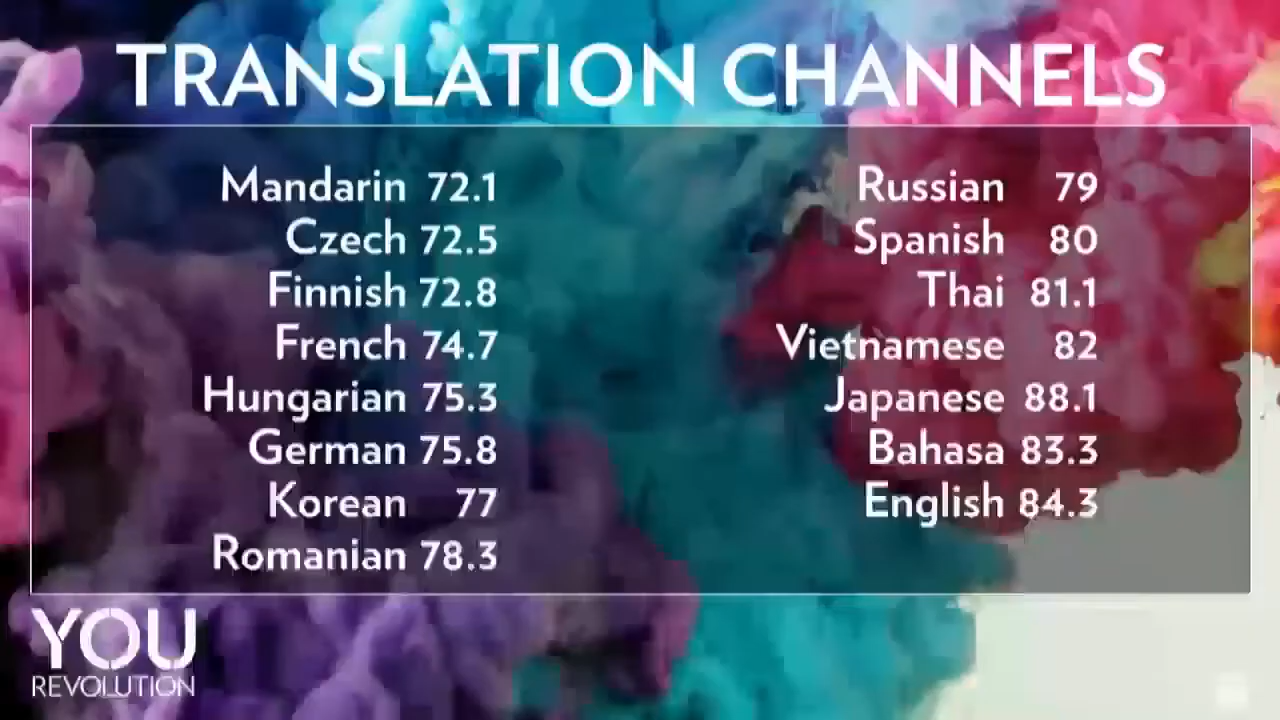 TRANSLATION CHANNELS
Mandarin 72.1
Czech 72.5
Finnish 72.8
French 74.7
Hungarian 75.3
German 75.8
Korean 77
Romanian 78.3
Russian 79
Spanish 80
Thai 81.1
Vietnamese 82
Japanese 88.1
Bahasa 83.3
English 84.3
YOU
REVOLUTION